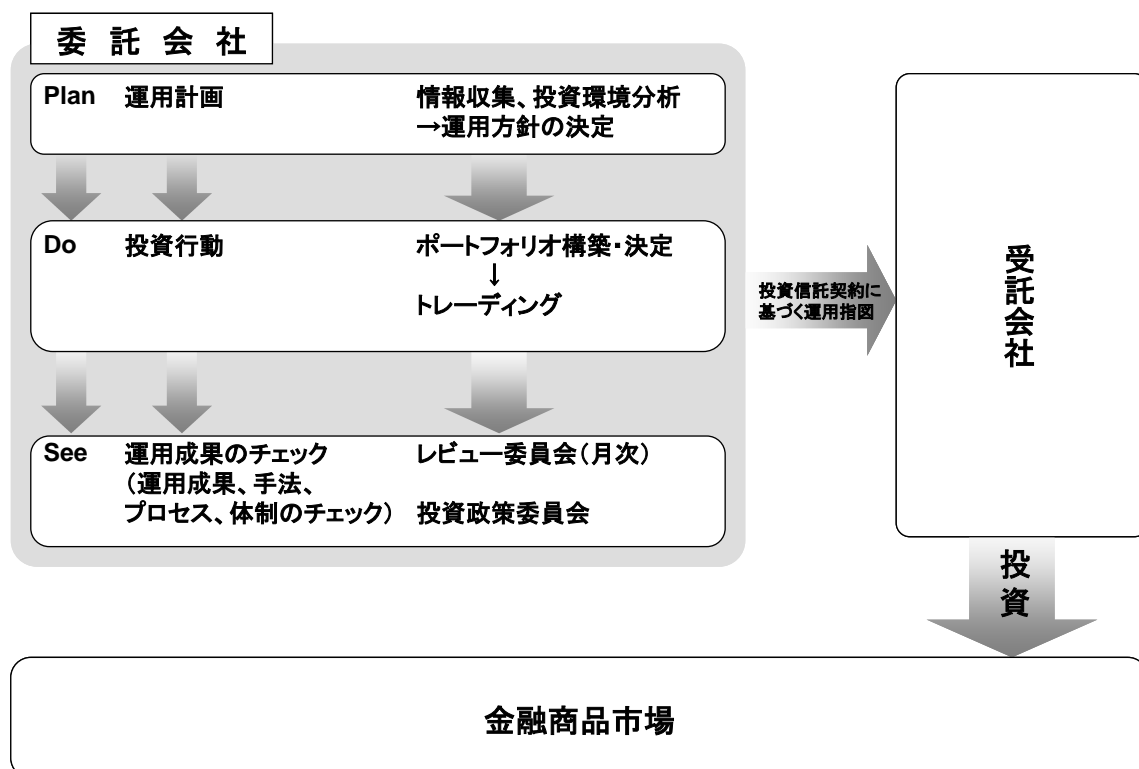 委託会社
Plan 運用計画 情報収集、投資環境分析
→運用方針の決定
Do 投資行動 ポートフォリオ構築・決定
↓
トレーディング
See 運用成果のチェック レビュー委員会(月次)
(運用成果、手法、
プロセス、体制のチェック) 投資政策委員会
投資信託契約に
基づく運用指図
受託会社
投資
金融商品市場